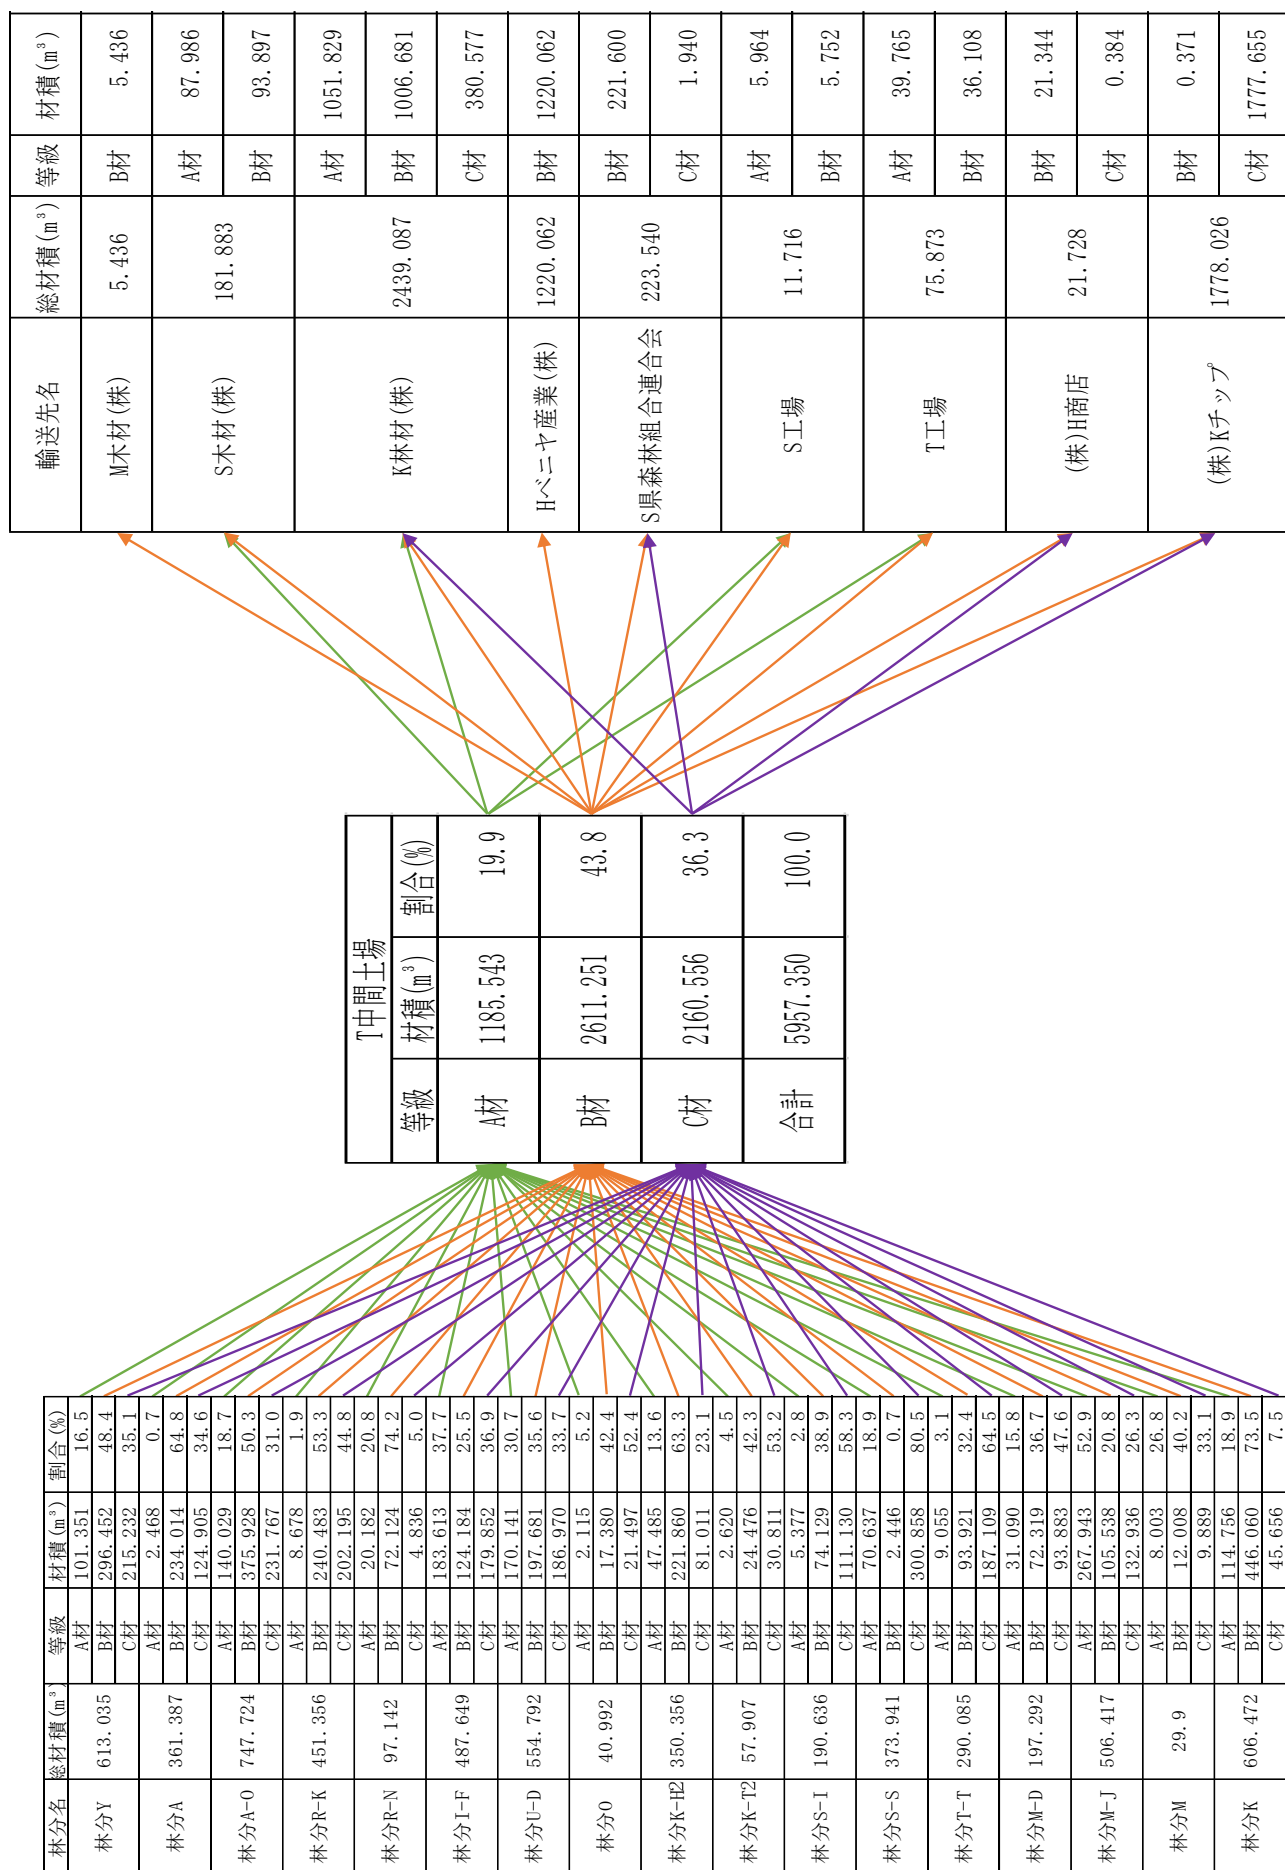 林分名 総材積(m³) 等級 材積(m³) 割合(%)
林分Y 613.035 A材 101.351 16.5
B材 296.452 48.4
C材 215.232 35.1
林分A 361.387 A材 2.468 0.7
B材 234.014 64.8
C材 124.905 34.6
林分A-O 747.724 A材 140.029 18.7
B材 375.928 50.3
C材 231.767 31.0
林分R-K 451.356 A材 8.678 1.9
B材 240.483 53.3
C材 202.195 44.8
林分R-N 97.142 A材 20.182 20.8
B材 72.124 74.2
C材 4.836 5.0
林分I-F 487.649 A材 183.613 37.7
B材 124.184 25.5
C材 179.852 36.9
林分U-D 554.792 A材 170.141 30.7
B材 197.681 35.6
C材 186.970 33.7
林分O 40.992 A材 2.115 5.2
B材 17.380 42.4
C材 21.497 52.4
林分K-H2 350.356 A材 47.485 13.6
B材 221.860 63.3
C材 81.011 23.1
林分K-T2 57.907 A材 2.620 4.5
B材 24.476 42.3
C材 30.811 53.2
林分S-I 190.636 A材 5.377 2.8
B材 74.129 38.9
C材 111.130 58.3
林分S-S 373.941 A材 70.637 18.9
B材 2.446 0.7
C材 300.858 80.5
林分T-T 290.085 A材 9.055 3.1
B材 93.921 32.4
C材 187.109 64.5
林分M-D 197.292 A材 31.090 15.8
B材 72.319 36.7
C材 93.883 47.6
林分M-J 506.417 A材 267.943 52.9
B材 105.538 20.8
C材 132.936 26.3
林分M 29.9 A材 8.003 26.8
B材 12.008 40.2
C材 9.889 33.1
林分K 606.472 A材 114.756 18.9
B材 446.060 73.5
C材 45.656 7.5
T中間土場
等級 材積(m³) 割合(%)
A材 1185.543 19.9
B材 2611.251 43.8
C材 2160.556 36.3
合計 5957.350 100.0
輸送先名 総材積(m³) 等級 材積(m³)
M木材(株) 5.436 B材 5.436
S木材(株) 181.883 A材 87.986
B材 93.897
K林材(株) 2439.087 A材 1051.829
B材 1006.681
C材 380.577
Hベニヤ産業(株) 1220.062 B材 1220.062
S県森林組合連合会 223.540 B材 221.600
C材 1.940
S工場 11.716 A材 5.964
B材 5.752
T工場 75.873 A材 39.765
B材 36.108
(株)H商店 21.728 B材 21.344
C材 0.384
(株)Kチップ 1778.026 B材 0.371
C材 1777.655